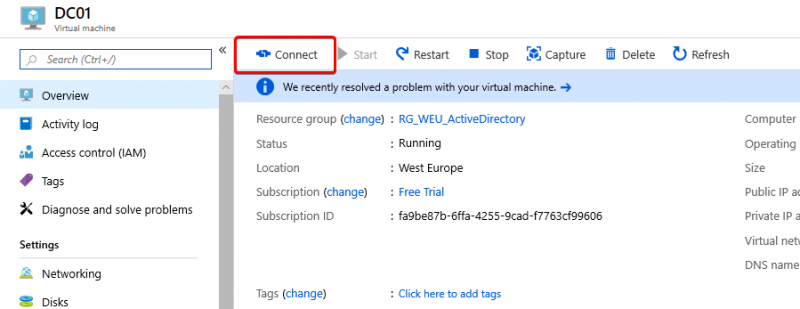 DC01
Virtual machine
Search (Ctrl+/)
«
Connect
Start
Restart
Stop
Capture
Delete
Refresh
We recently resolved a problem with your virtual machine. →
Overview
Activity log
Access control (IAM)
Tags
Diagnose and solve problems
Settings
Networking
Disks
Resource group (change) : RG_WEU_ActiveDirectory
Status : Running
Location : West Europe
Subscription (change) : Free Trial
Subscription ID : fa9be87b-6ffa-4255-9cad-f7763cf99606
Tags (change) : Click here to add tags
Computer
Operating
Size
Public IP a
Private IP a
Virtual net
DNS name